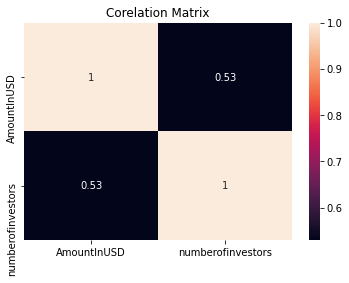 Corelation Matrix
1
0.53
0.53
1
AmountInUSD
numberofinvestors
AmountInUSD
numberofinvestors
1.0
0.9
0.8
0.7
0.6